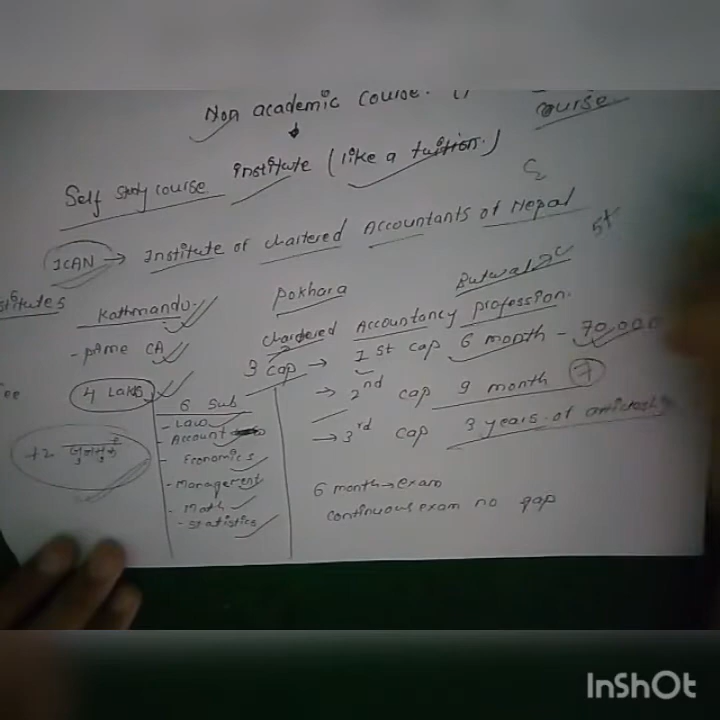 Non academic course.
course
Self study course institute (like a tuition.)
ICAN → Institute of chartered Accountants of Nepal
Kathmandu. pokhara Butwal
- prime CA
chartered Accountancy profession.
3 cap → 1st cap 6 month - 70,000
4 Lakhs
→ 2nd cap 9 month 7
→ 3rd cap 3 years of
6 sub
- Law
- Account
- Economics
- Management
- Math
- statistics
+2
6 month → exam
continuous exam no gap
InShOt